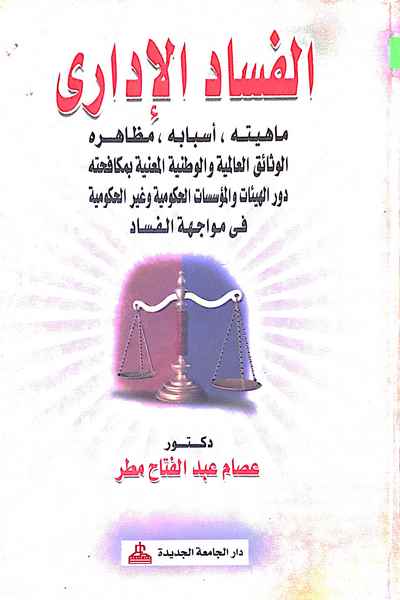 الفساد الإدارى
ماهيته ، أسبابه ، مظاهره
الوثائق العالمية والوطنية المعنية بمكافحته
دور الهيئات والمؤسسات الحكومية وغير الحكومية
فى مواجهة الفساد
دكتور
عصام عبد الفتاح مطر
دار الجامعة الجديدة